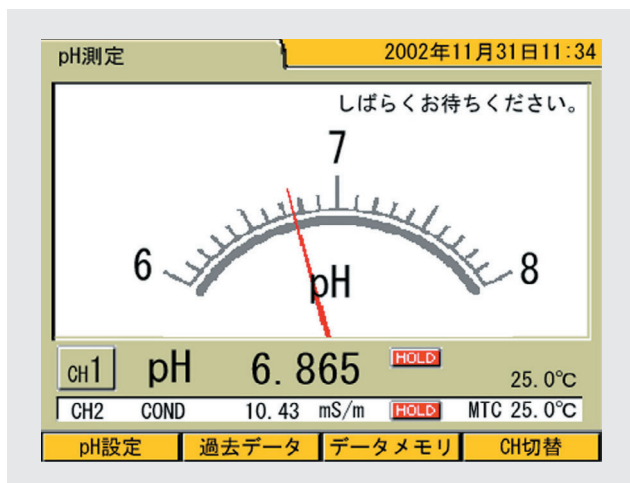 pH測定 2002年11月31日11:34
しばらくお待ちください。
7
6 8
pH
CH1 pH 6.865 HOLD 25.0℃
CH2 COND 10.43 mS/m HOLD MTC 25.0℃
pH設定 過去データ データメモリ CH切替